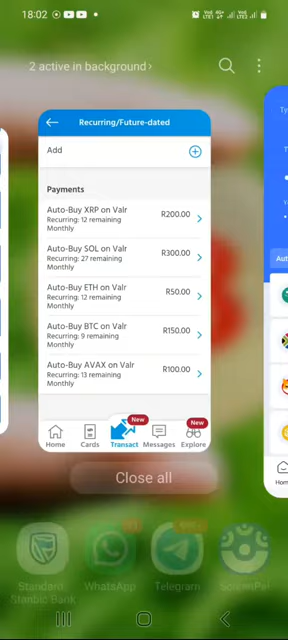 18:02
2 active in background ›
Recurring/Future-dated
Add
Payments
Auto-Buy XRP on Valr
R200.00
Recurring: 12 remaining
Monthly
Auto-Buy SOL on Valr
R300.00
Recurring: 27 remaining
Monthly
Auto-Buy ETH on Valr
R50.00
Recurring: 12 remaining
Monthly
Auto-Buy BTC on Valr
R150.00
Recurring: 9 remaining
Monthly
Auto-Buy AVAX on Valr
R100.00
Recurring: 13 remaining
Monthly
New
New
Home
Cards
Transact
Messages
Explore
Close all
Standard
Stanbic Bank
WhatsApp
Telegram